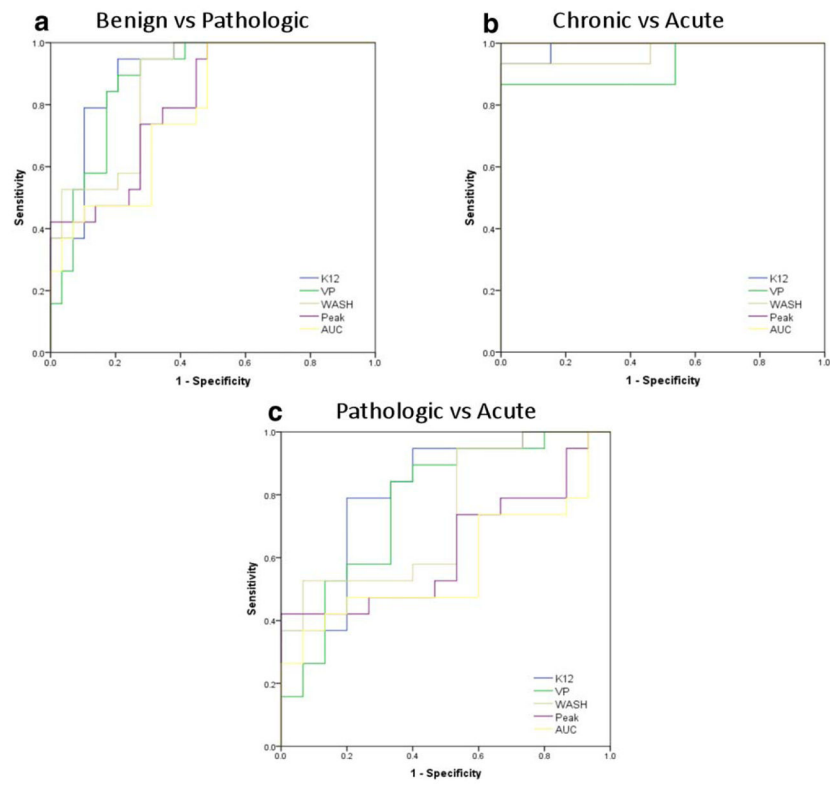 a Benign vs Pathologic
1.0
0.8
0.6
0.4
0.2
0.0
Sensitivity
K12
VP
WASH
Peak
AUC
0.0 0.2 0.4 0.6 0.8 1.0
1 - Specificity
b Chronic vs Acute
1.0
0.8
0.6
0.4
0.2
0.0
Sensitivity
K12
VP
WASH
Peak
AUC
0.0 0.2 0.4 0.6 0.8 1.0
1 - Specificity
c Pathologic vs Acute
1.0
0.8
0.6
0.4
0.2
0.0
Sensitivity
K12
VP
WASH
Peak
AUC
0.0 0.2 0.4 0.6 0.8 1.0
1 - Specificity